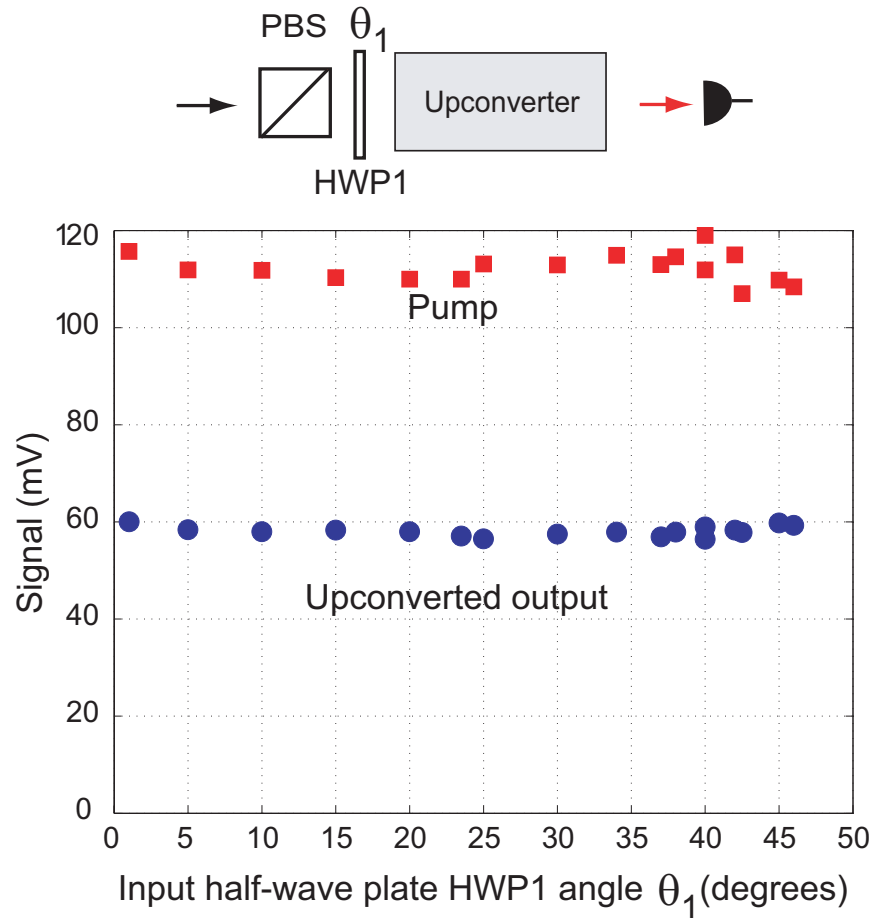 PBS θ1
Upconverter
HWP1
120
100
80
60
40
20
0
Signal (mV)
Pump
Upconverted output
0 5 10 15 20 25 30 35 40 45 50
Input half-wave plate HWP1 angle θ1(degrees)